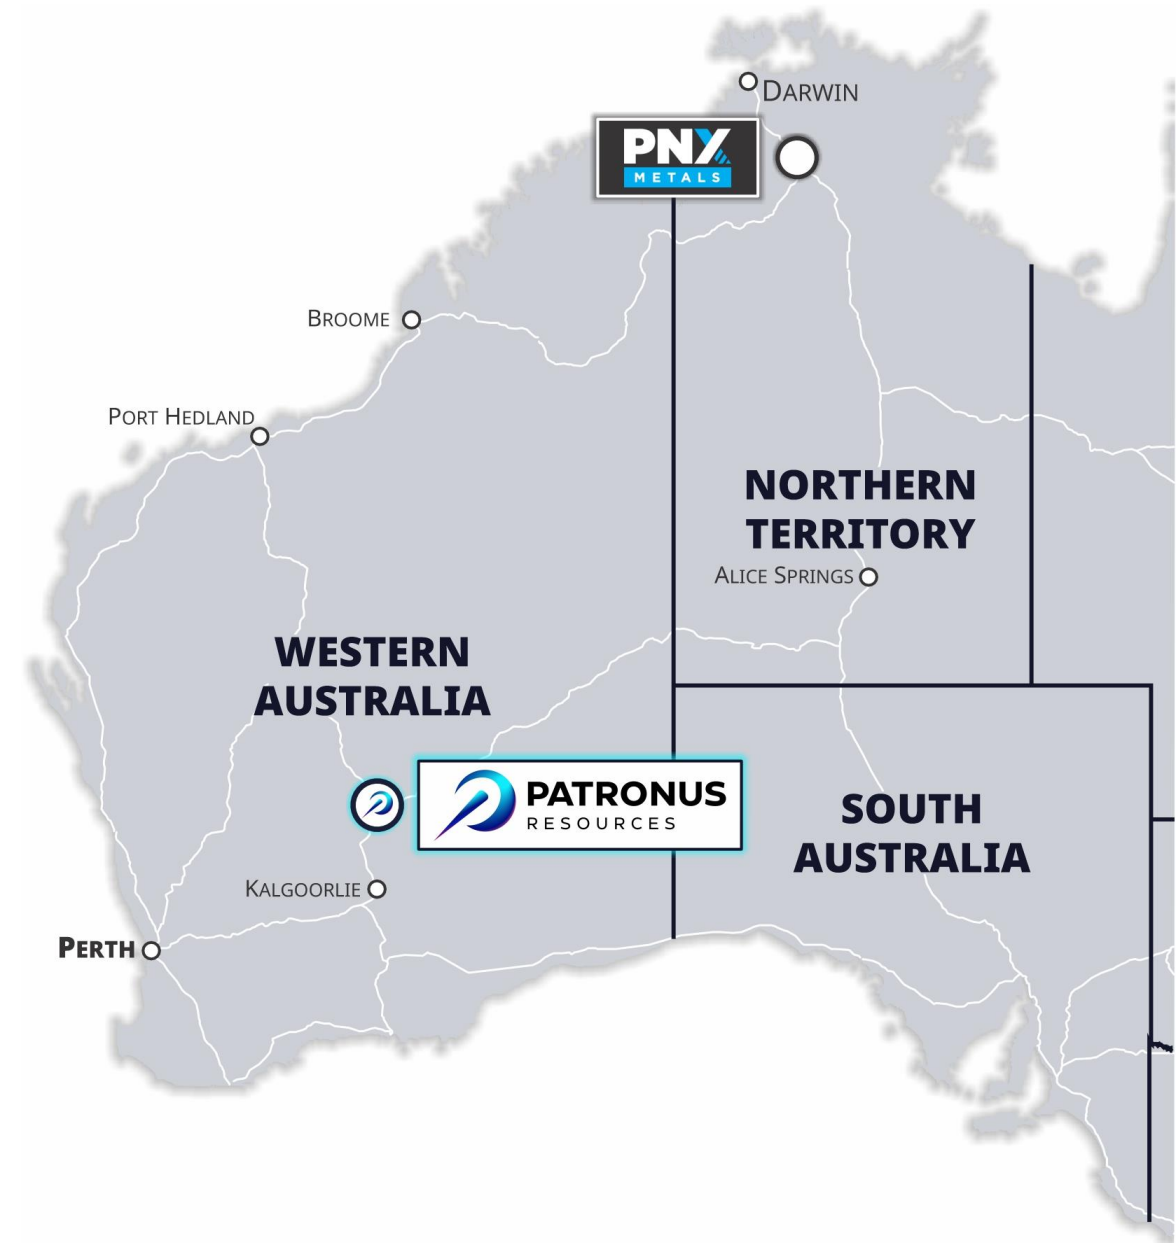 DARWIN
PNX
METALS
BROOME
PORT HEDLAND
NORTHERN
TERRITORY
ALICE SPRINGS
WESTERN
AUSTRALIA
PATRONUS
RESOURCES
SOUTH
AUSTRALIA
KALGOORLIE
PERTH